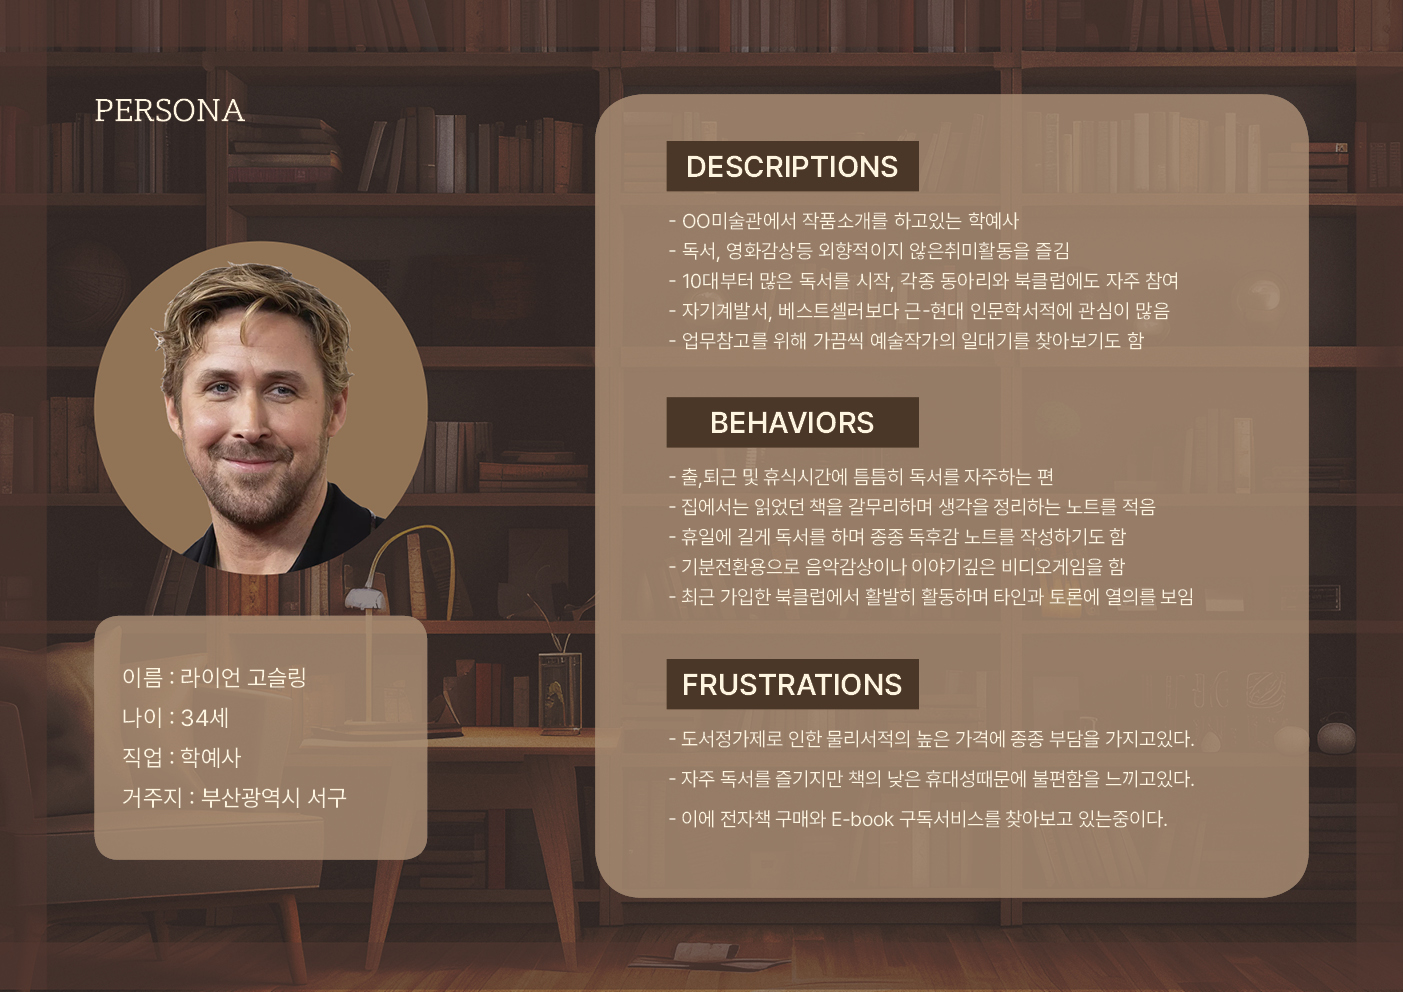 PERSONA
이름 : 라이언 고슬링
나이 : 34세
직업 : 학예사
거주지 : 부산광역시 서구
DESCRIPTIONS
- OO미술관에서 작품소개를 하고있는 학예사
- 독서, 영화감상등 외향적이지 않은취미활동을 즐김
- 10대부터 많은 독서를 시작, 각종 동아리와 북클럽에도 자주 참여
- 자기계발서, 베스트셀러보다 근-현대 인문학서적에 관심이 많음
- 업무참고를 위해 가끔씩 예술작가의 일대기를 찾아보기도 함
BEHAVIORS
- 출,퇴근 및 휴식시간에 틈틈히 독서를 자주하는 편
- 집에서는 읽었던 책을 갈무리하며 생각을 정리하는 노트를 적음
- 휴일에 길게 독서를 하며 종종 독후감 노트를 작성하기도 함
- 기분전환용으로 음악감상이나 이야기깊은 비디오게임을 함
- 최근 가입한 북클럽에서 활발히 활동하며 타인과 토론에 열의를 보임
FRUSTRATIONS
- 도서정가제로 인한 물리서적의 높은 가격에 종종 부담을 가지고있다.
- 자주 독서를 즐기지만 책의 낮은 휴대성때문에 불편함을 느끼고있다.
- 이에 전자책 구매와 E-book 구독서비스를 찾아보고 있는중이다.